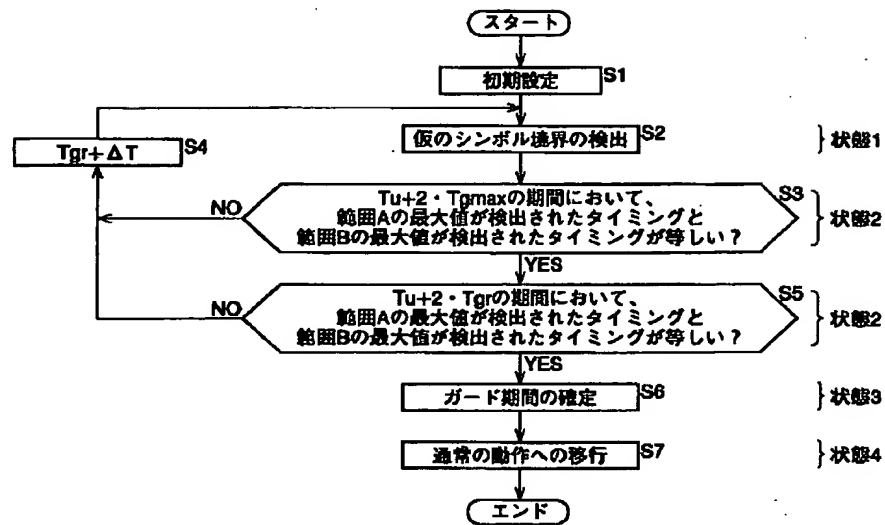 スタート
初期設定 S1
仮のシンボル境界の検出 S2 }状態1
Tgr+ΔT S4
Tu+2・Tgmaxの期間において、 S3
範囲Aの最大値が検出されたタイミングと }状態2
範囲Bの最大値が検出されたタイミングが等しい?
NO
YES
Tu+2・Tgrの期間において、 S5
範囲Aの最大値が検出されたタイミングと }状態2
範囲Bの最大値が検出されたタイミングが等しい?
NO
YES
ガード期間の確定 S6 }状態3
通常の動作への移行 S7 }状態4
エンド